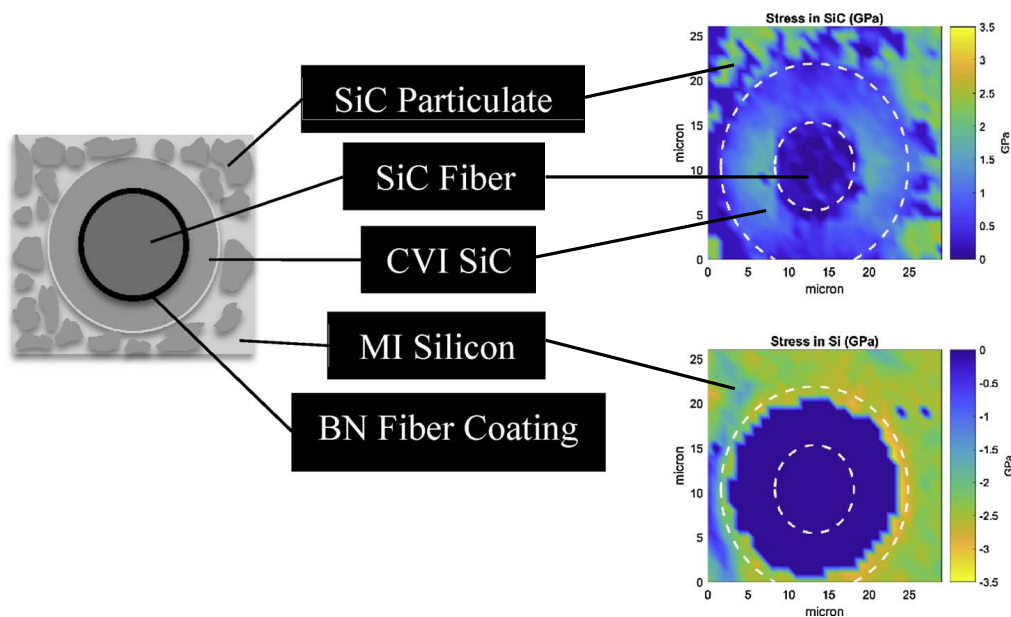 SiC Particulate
SiC Fiber
CVI SiC
MI Silicon
BN Fiber Coating
Stress in SiC (GPa)
25
20
15
10
5
0
micron
0 5 10 15 20 25
micron
3.5
3
2.5
2
1.5
1
0.5
0
GPa
Stress in Si (GPa)
25
20
15
10
5
0
micron
0 5 10 15 20 25
micron
0
-0.5
-1
-1.5
-2
-2.5
-3
-3.5
GPa